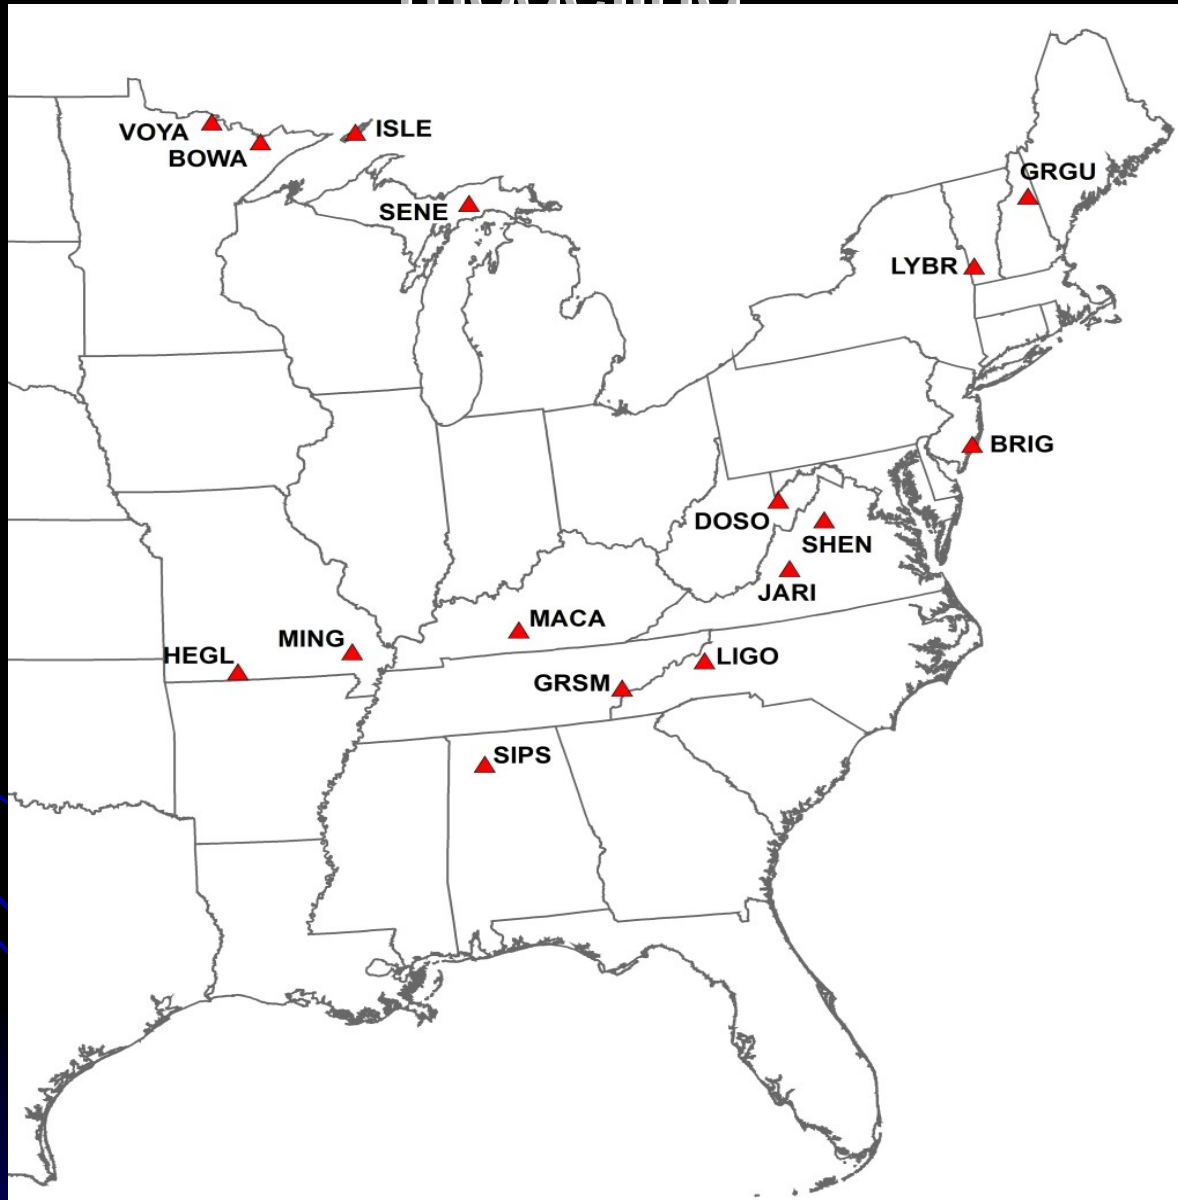 VOYA
ISLE
BOWA
GRGU
SENE
LYBR
BRIG
DOSO
SHEN
JARI
MACA
MING
HEGL
LIGO
GRSM
SIPS